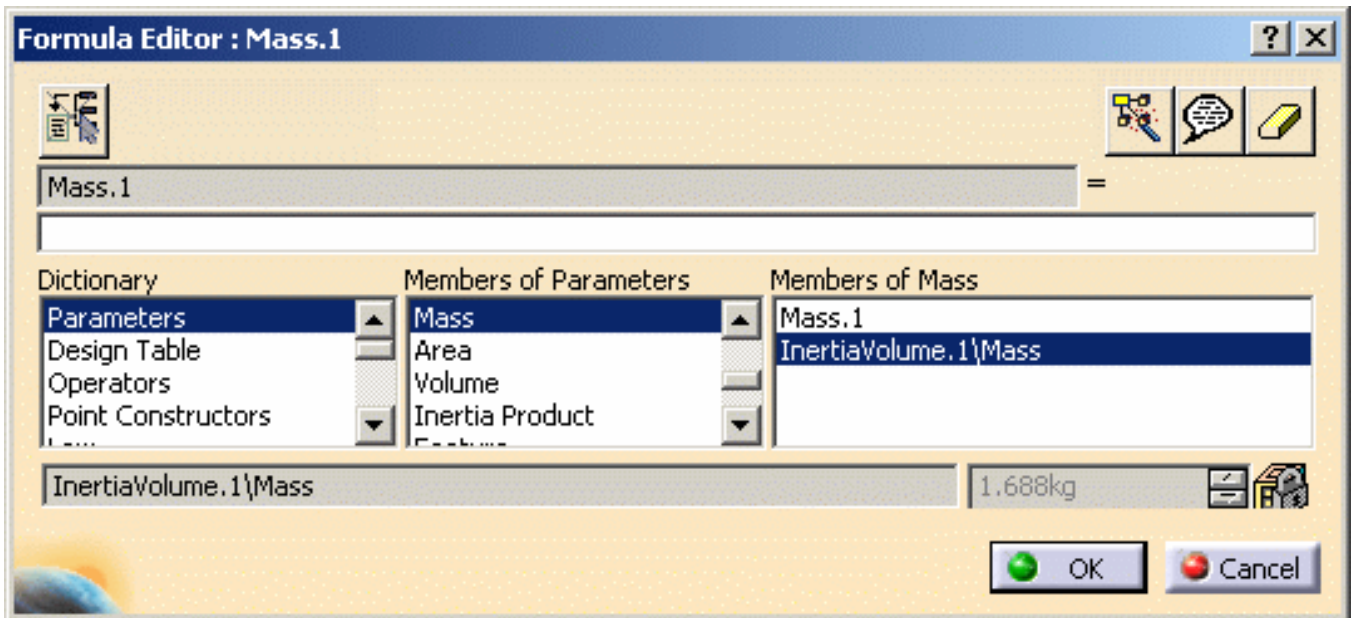 Formula Editor : Mass.1
Mass.1 =
Dictionary Members of Parameters Members of Mass
Parameters Mass Mass.1
Design Table Area InertiaVolume.1\Mass
Operators Volume
Point Constructors Inertia Product
InertiaVolume.1\Mass 1.688kg
OK Cancel